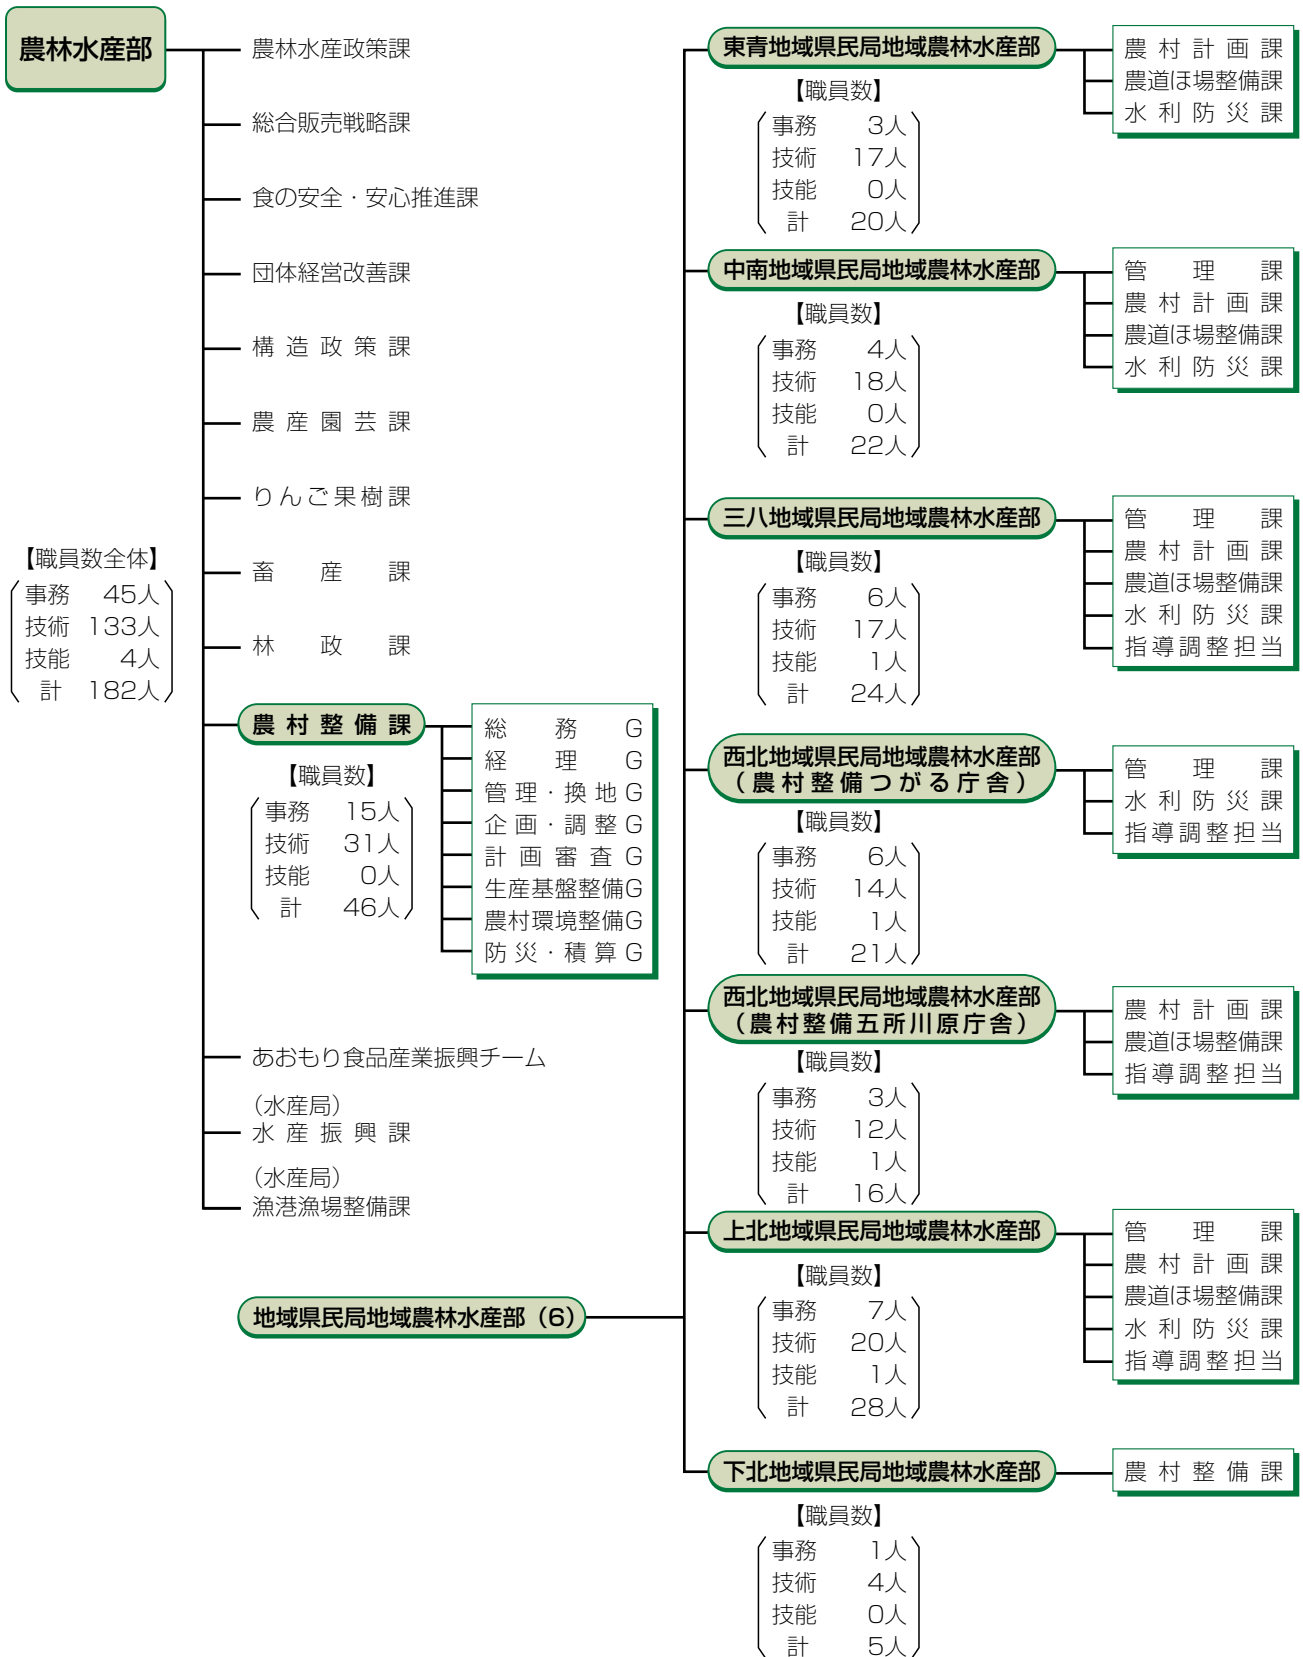 農林水産部
農林水産政策課
総合販売戦略課
食の安全・安心推進課
団体経営改善課
構造政策課
農産園芸課
りんご果樹課
畜産課
林政課
【職員数全体】
事務 45人
技術 133人
技能 4人
計 182人
農村整備課
【職員数】
事務 15人
技術 31人
技能 0人
計 46人
総務G
経理G
管理・換地G
企画・調整G
計画審査G
生産基盤整備G
農村環境整備G
防災・積算G
あおもり食品産業振興チーム
(水産局)
水産振興課
(水産局)
漁港漁場整備課
地域県民局地域農林水産部(6)
東青地域県民局地域農林水産部
【職員数】
事務 3人
技術 17人
技能 0人
計 20人
農村計画課
農道ほ場整備課
水利防災課
中南地域県民局地域農林水産部
【職員数】
事務 4人
技術 18人
技能 0人
計 22人
管理課
農村計画課
農道ほ場整備課
水利防災課
三八地域県民局地域農林水産部
【職員数】
事務 6人
技術 17人
技能 1人
計 24人
管理課
農村計画課
農道ほ場整備課
水利防災課
指導調整担当
西北地域県民局地域農林水産部
(農村整備つがる庁舎)
【職員数】
事務 6人
技術 14人
技能 1人
計 21人
管理課
水利防災課
指導調整担当
西北地域県民局地域農林水産部
(農村整備五所川原庁舎)
【職員数】
事務 3人
技術 12人
技能 1人
計 16人
農村計画課
農道ほ場整備課
指導調整担当
上北地域県民局地域農林水産部
【職員数】
事務 7人
技術 20人
技能 1人
計 28人
管理課
農村計画課
農道ほ場整備課
水利防災課
指導調整担当
下北地域県民局地域農林水産部
【職員数】
事務 1人
技術 4人
技能 0人
計 5人
農村整備課